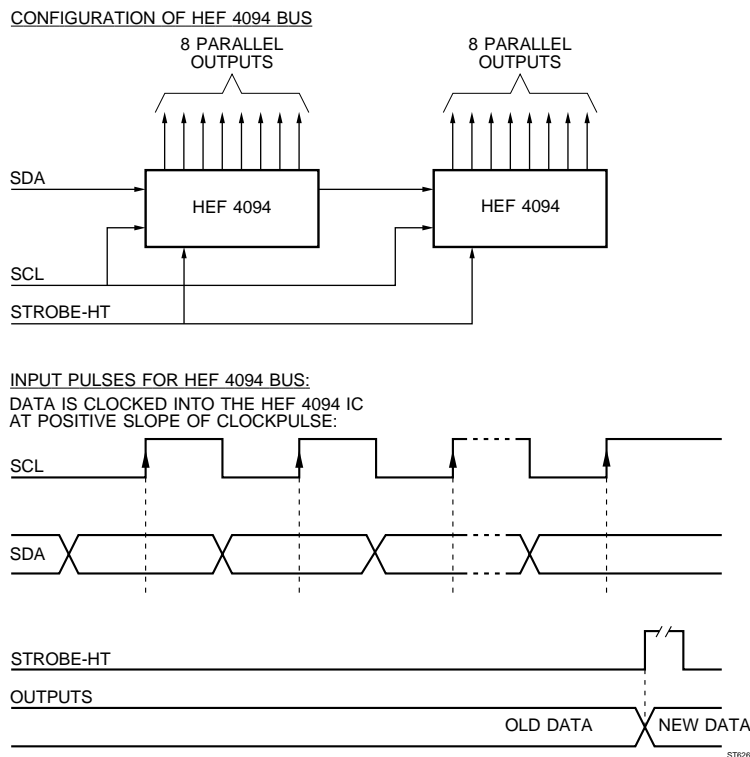 CONFIGURATION OF HEF 4094 BUS
8 PARALLEL
OUTPUTS
8 PARALLEL
OUTPUTS
SDA
HEF 4094
HEF 4094
SCL
STROBE-HT
INPUT PULSES FOR HEF 4094 BUS:
DATA IS CLOCKED INTO THE HEF 4094 IC
AT POSITIVE SLOPE OF CLOCKPULSE:
SCL
SDA
STROBE-HT
OUTPUTS
OLD DATA
NEW DATA
ST626